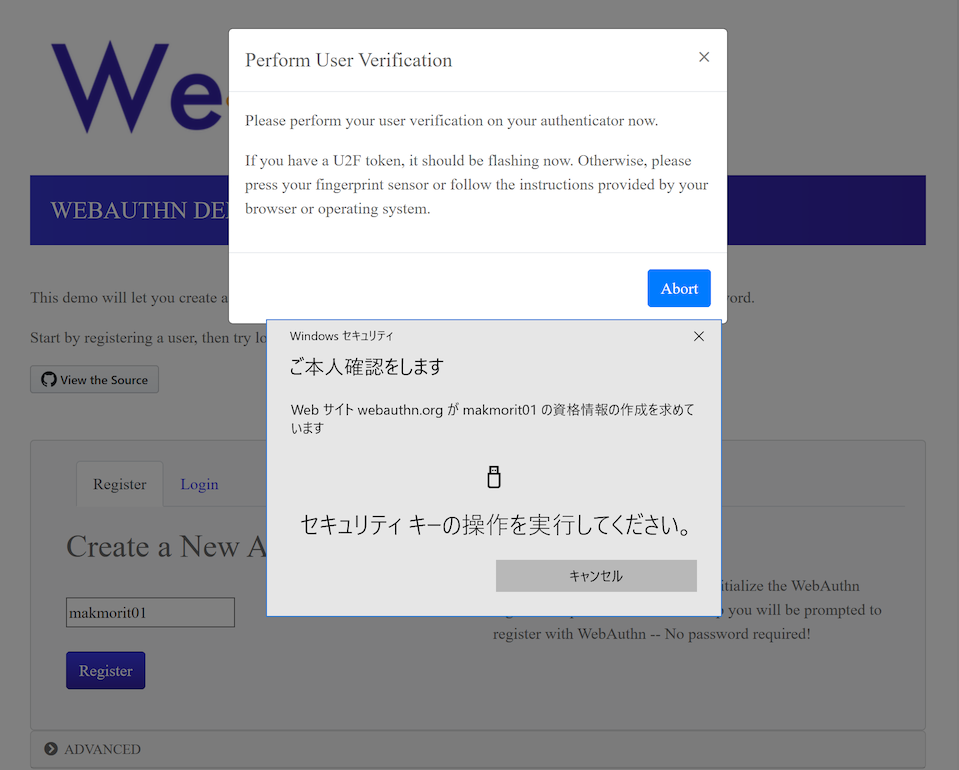 We
Perform User Verification
×
Please perform your user verification on your authenticator now.
If you have a U2F token, it should be flashing now. Otherwise, please
press your fingerprint sensor or follow the instructions provided by your
browser or operating system.
Abort
WEBAUTHN
This demo will let you create a
Start by registering a user, then try
View the Source
Windows セキュリティ
ご本人確認をします
Web サイト webauthn.org が makmorit01 の資格情報の作成を求めて
います
セキュリティ キーの操作を実行してください。
キャンセル
Register
Login
Create a New
makmorit01
Register
the WebAuthn
you will be prompted to
register with WebAuthn -- No password required!
ADVANCED